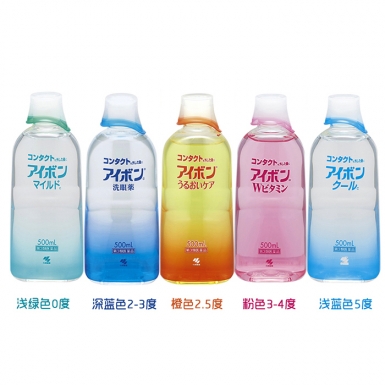 コンタクト
アイボン
マイルド
500mL
コンタクト
アイボン
洗眼薬
500mL
コンタクト
アイボン
うるおいケア
500mL
コンタクト
アイボン
Wビタミン
500mL
コンタクト
アイボン
クール
500mL
浅绿色0度
深蓝色2-3度
橙色2.5度
粉色3-4度
浅蓝色5度